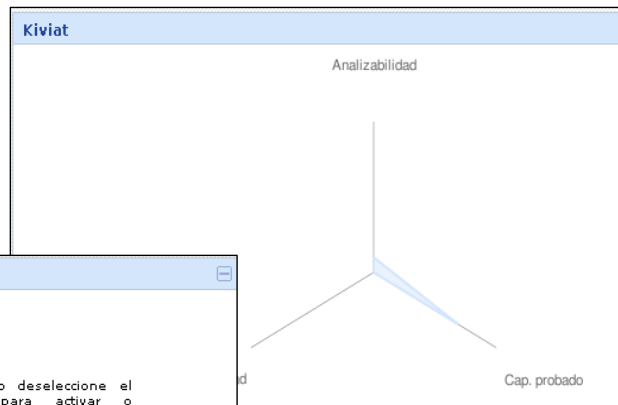 Kiviat
Analizabilidad
o deseleccione el
para activar o
Cap. probado